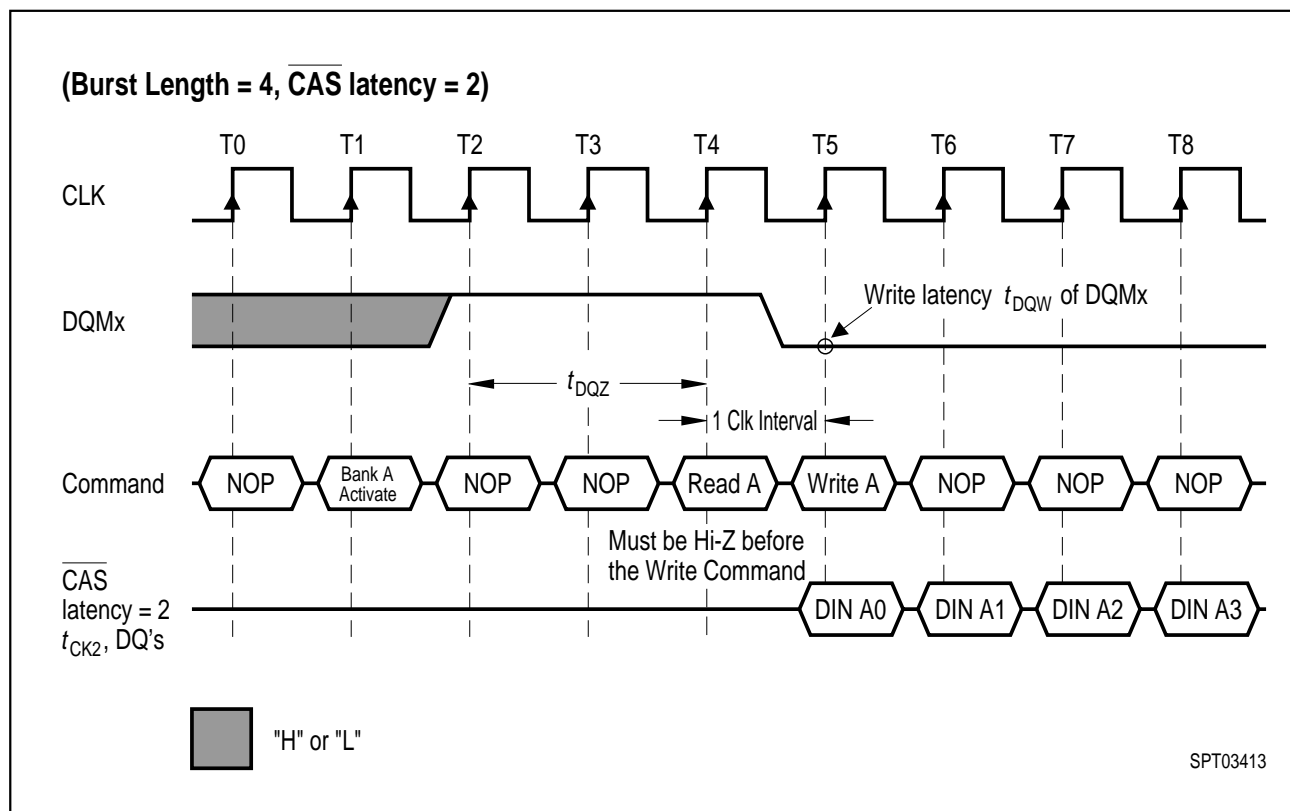 (Burst Length = 4, CAS latency = 2)
T0 T1 T2 T3 T4 T5 T6 T7 T8
CLK
Write latency tDQW of DQMx
DQMx
tDQZ
1 Clk Interval
Command NOP Bank A Activate NOP NOP Read A Write A NOP NOP NOP
Must be Hi-Z before
the Write Command
CAS
latency = 2
tCK2, DQ's
DIN A0 DIN A1 DIN A2 DIN A3
"H" or "L"
SPT03413